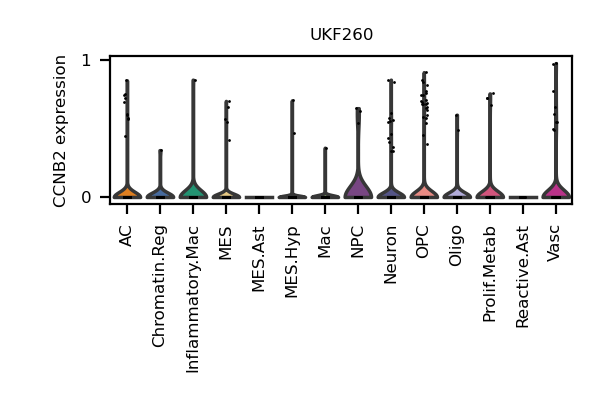 UKF260
CCNB2 expression
1
0
AC
Chromatin.Reg
Inflammatory.Mac
MES
MES.Ast
MES.Hyp
Mac
NPC
Neuron
OPC
Oligo
Prolif.Metab
Reactive.Ast
Vasc